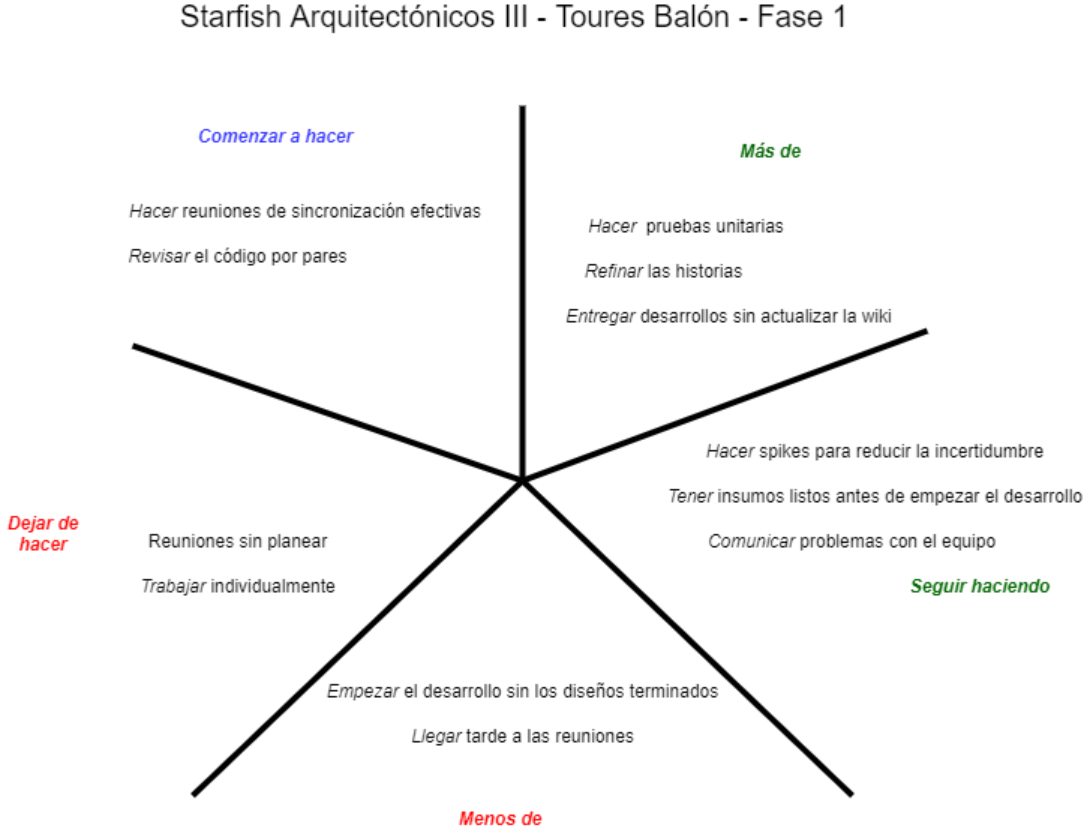 Starfish Arquitectónicos III - Toures Balón - Fase 1
Comenzar a hacer
Hacer reuniones de sincronización efectivas
Revisar el código por pares
Más de
Hacer pruebas unitarias
Refinar las historias
Entregar desarrollos sin actualizar la wiki
Hacer spikes para reducir la incertidumbre
Tener insumos listos antes de empezar el desarrollo
Comunicar problemas con el equipo
Seguir haciendo
Dejar de
hacer
Reuniones sin planear
Trabajar individualmente
Empezar el desarrollo sin los diseños terminados
Llegar tarde a las reuniones
Menos de